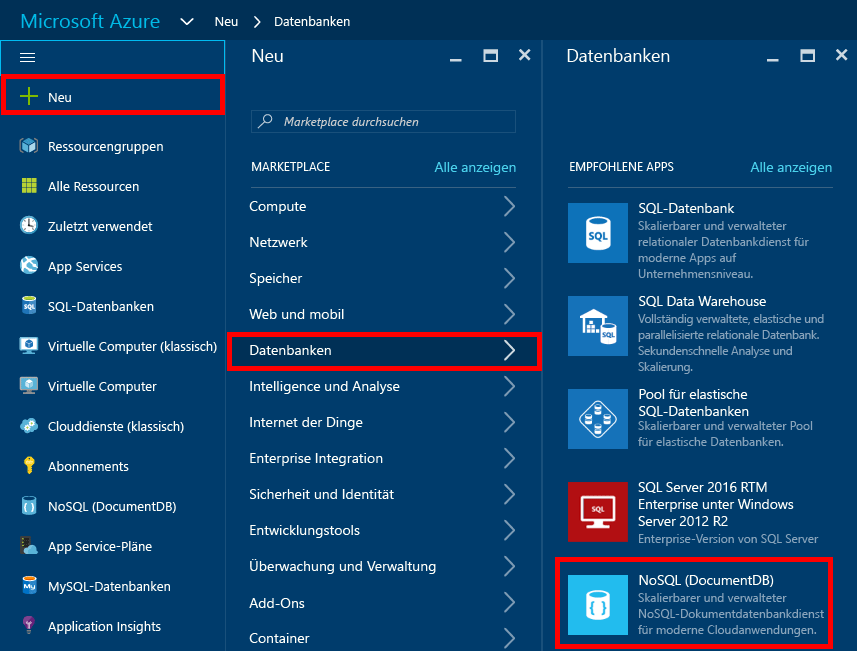 Microsoft Azure
Neu
Datenbanken
Neu
Ressourcengruppen
Alle Ressourcen
Zuletzt verwendet
App Services
SQL-Datenbanken
Virtuelle Computer (klassisch)
Virtuelle Computer
Clouddienste (klassisch)
Abonnements
NoSQL (DocumentDB)
App Service-Pläne
MySQL-Datenbanken
Application Insights
Neu
Marketplace durchsuchen
MARKETPLACE
Alle anzeigen
Compute
Netzwerk
Speicher
Web und mobil
Datenbanken
Intelligence und Analyse
Internet der Dinge
Enterprise Integration
Sicherheit und Identität
Entwicklungstools
Überwachung und Verwaltung
Add-Ons
Container
Datenbanken
EMPFOHLENE APPS
Alle anzeigen
SQL
SQL-Datenbank
Skalierbarer und verwalteter
relationaler Datenbankdienst für
moderne Apps auf
Unternehmensniveau.
SQL
SQL Data Warehouse
Vollständig verwaltete, elastische und
parallelisierte relationale Datenbank.
Sekundenschnelle Analyse und
Skalierung.
Pool für elastische
SQL-Datenbanken
Skalierbarer und verwalteter Pool
für elastische Datenbanken.
SQL
SQL Server 2016 RTM
Enterprise unter Windows
Server 2012 R2
Enterprise-Version von SQL Server
NoSQL (DocumentDB)
Skalierbarer und verwalteter
NoSQL-Dokumentdatenbankdienst
für moderne Cloudanwendungen.